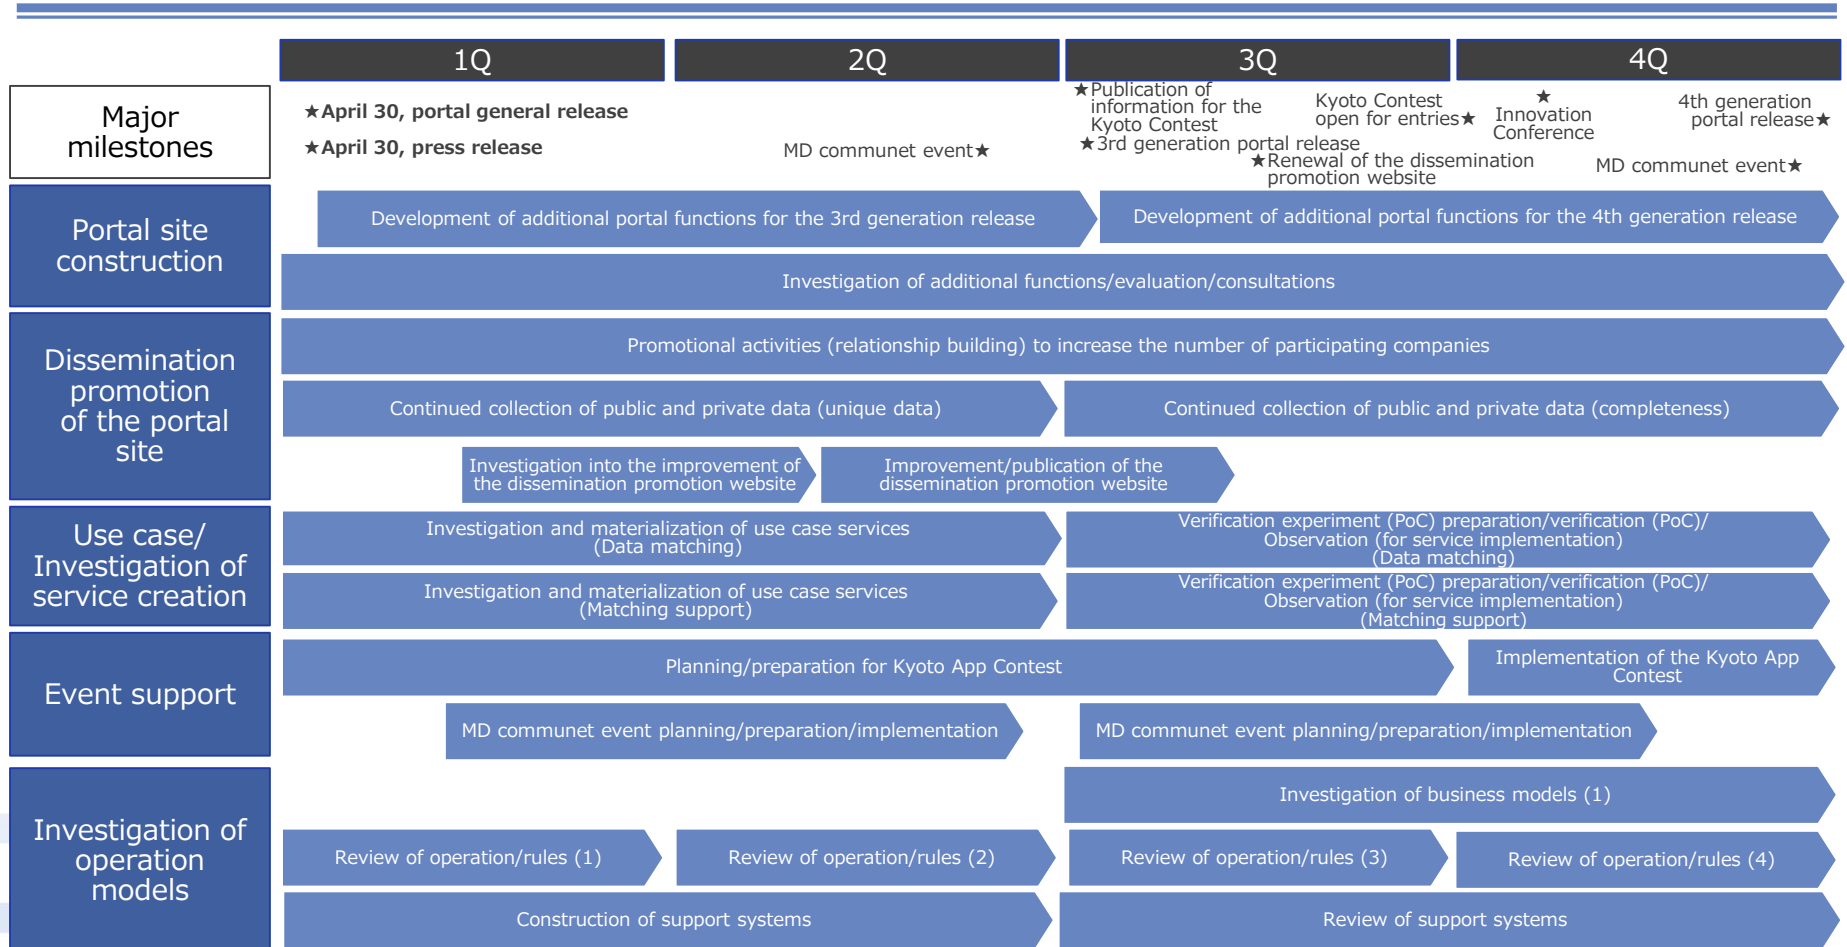 1Q
2Q
3Q
4Q
Major
milestones
★April 30, portal general release
★April 30, press release
MD communet event★
★Publication of
information for the
Kyoto Contest
★3rd generation portal release
Kyoto Contest
open for entries★
★Renewal of the dissemination
promotion website
★
Innovation
Conference
4th generation
portal release★
MD communet event★
Portal site
construction
Development of additional portal functions for the 3rd generation release
Development of additional portal functions for the 4th generation release
Investigation of additional functions/evaluation/consultations
Dissemination
promotion
of the portal
site
Promotional activities (relationship building) to increase the number of participating companies
Continued collection of public and private data (unique data)
Continued collection of public and private data (completeness)
Investigation into the improvement of
the dissemination promotion website
Improvement/publication of the
dissemination promotion website
Use case/
Investigation of
service creation
Investigation and materialization of use case services
(Data matching)
Verification experiment (PoC) preparation/verification (PoC)/
Observation (for service implementation)
(Data matching)
Investigation and materialization of use case services
(Matching support)
Verification experiment (PoC) preparation/verification (PoC)/
Observation (for service implementation)
(Matching support)
Event support
Planning/preparation for Kyoto App Contest
Implementation of the Kyoto App
Contest
MD communet event planning/preparation/implementation
MD communet event planning/preparation/implementation
Investigation of
operation
models
Investigation of business models (1)
Review of operation/rules (1)
Review of operation/rules (2)
Review of operation/rules (3)
Review of operation/rules (4)
Construction of support systems
Review of support systems